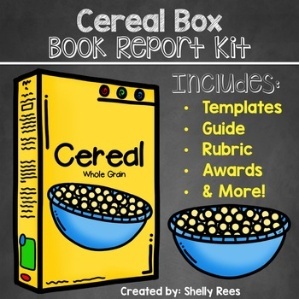 Cereal Box
Book Report Kit
Includes:
• Templates
• Guide
• Rubric
• Awards
• & More!
Cereal
Whole Grain
Created by: Shelly Rees